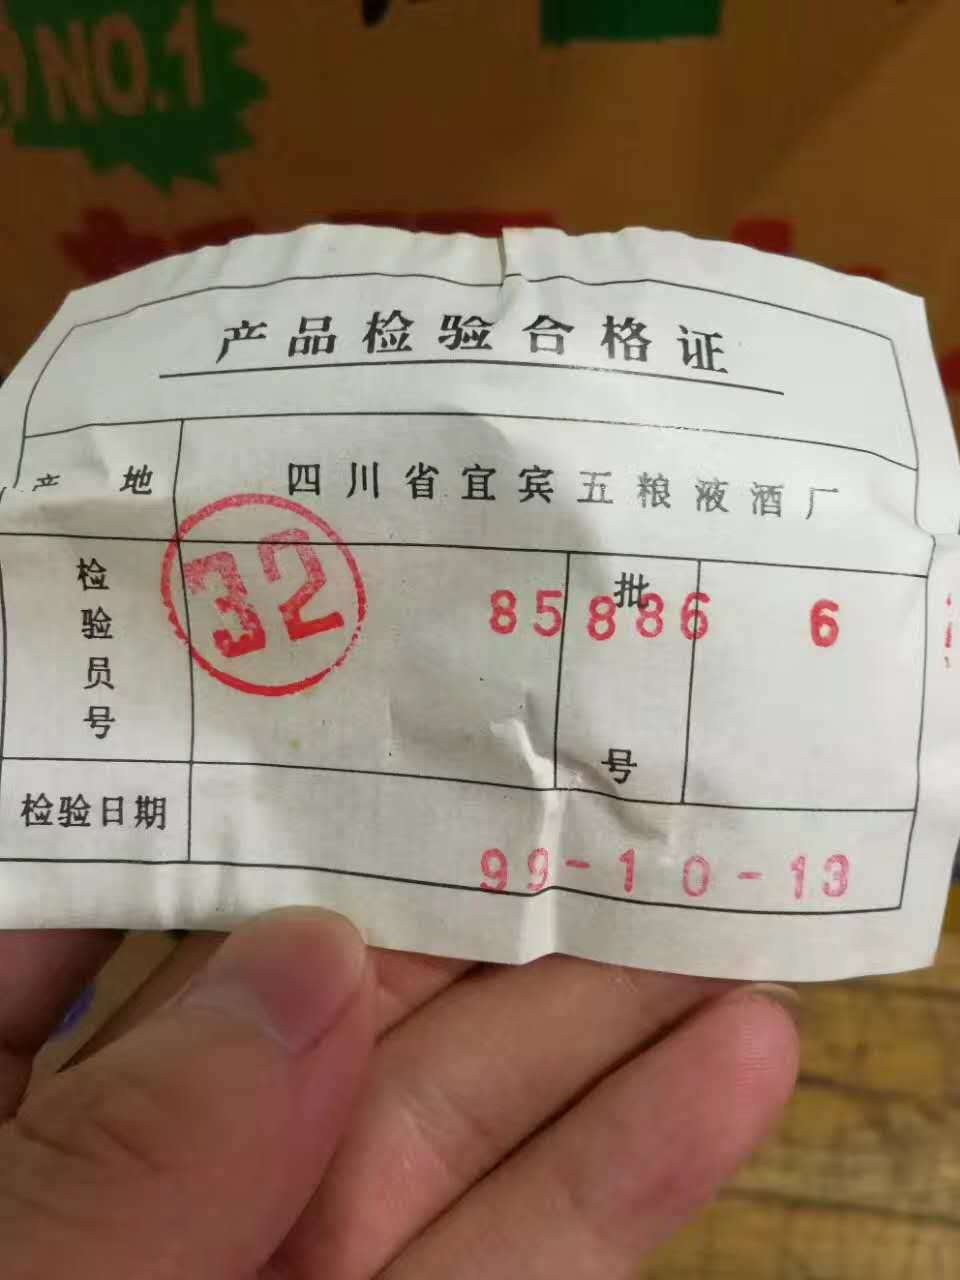 NO.1
产品检验合格证
产地 四川省宜宾五粮液酒厂
检验员号 32 85886 批号 6
检验日期 99-10-13